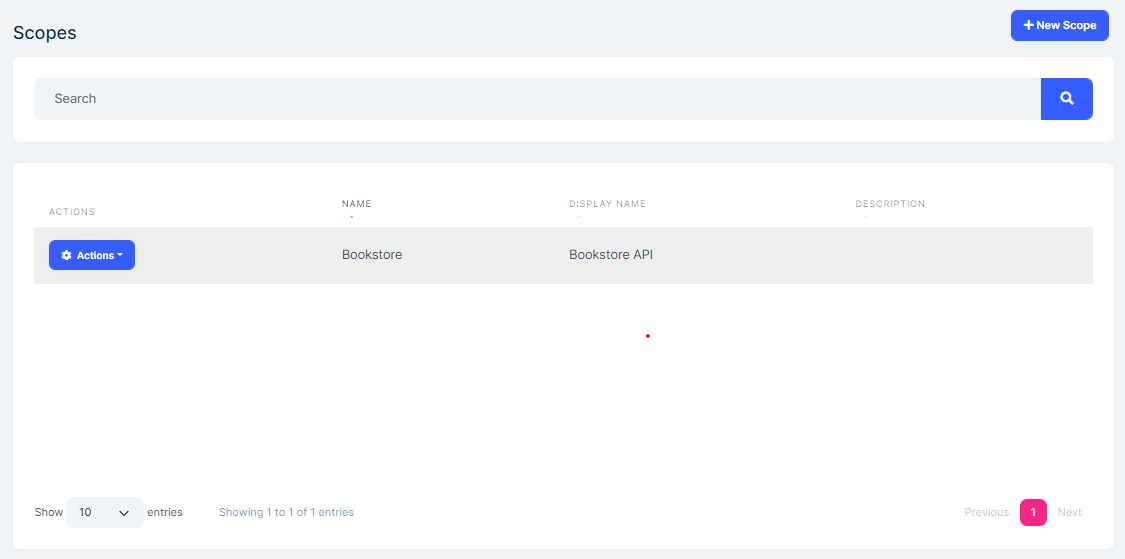 Scopes
New Scope
Search
ACTIONS NAME DISPLAY NAME DESCRIPTION
Actions Bookstore Bookstore API
Show 10 entries Showing 1 to 1 of 1 entries Previous 1 Next